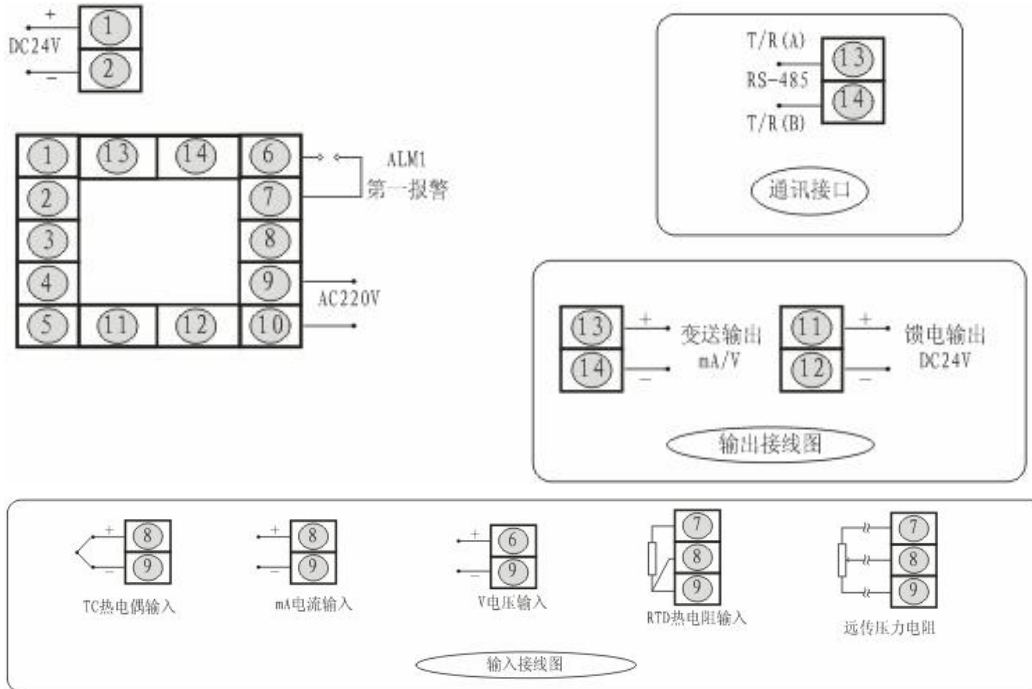 +
DC24V
−
1
2
1 13 14 6
2 7
3 8
4 9
5 11 12 10
ALM1
第一报警
AC220V
T/R(A)
RS-485
T/R(B)
13
14
通讯接口
13
14
+
−
变送输出
mA/V
11
12
+
−
馈电输出
DC24V
输出接线图
+
−
8
9
TC热电偶输入
+
−
8
9
mA电流输入
+
−
6
9
V电压输入
7
8
9
RTD热电阻输入
7
8
9
远传压力电阻
输入接线图